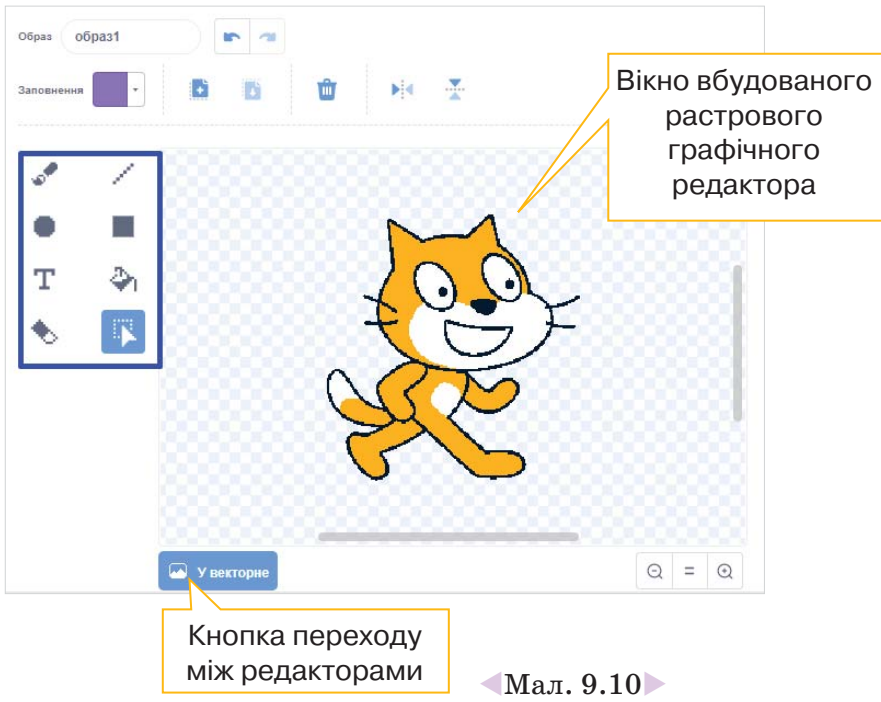 Образ образ1
Заповнення
Вікно вбудованого
растрового
графічного
редактора
T
У векторне
Кнопка переходу
між редакторами
Мал. 9.10